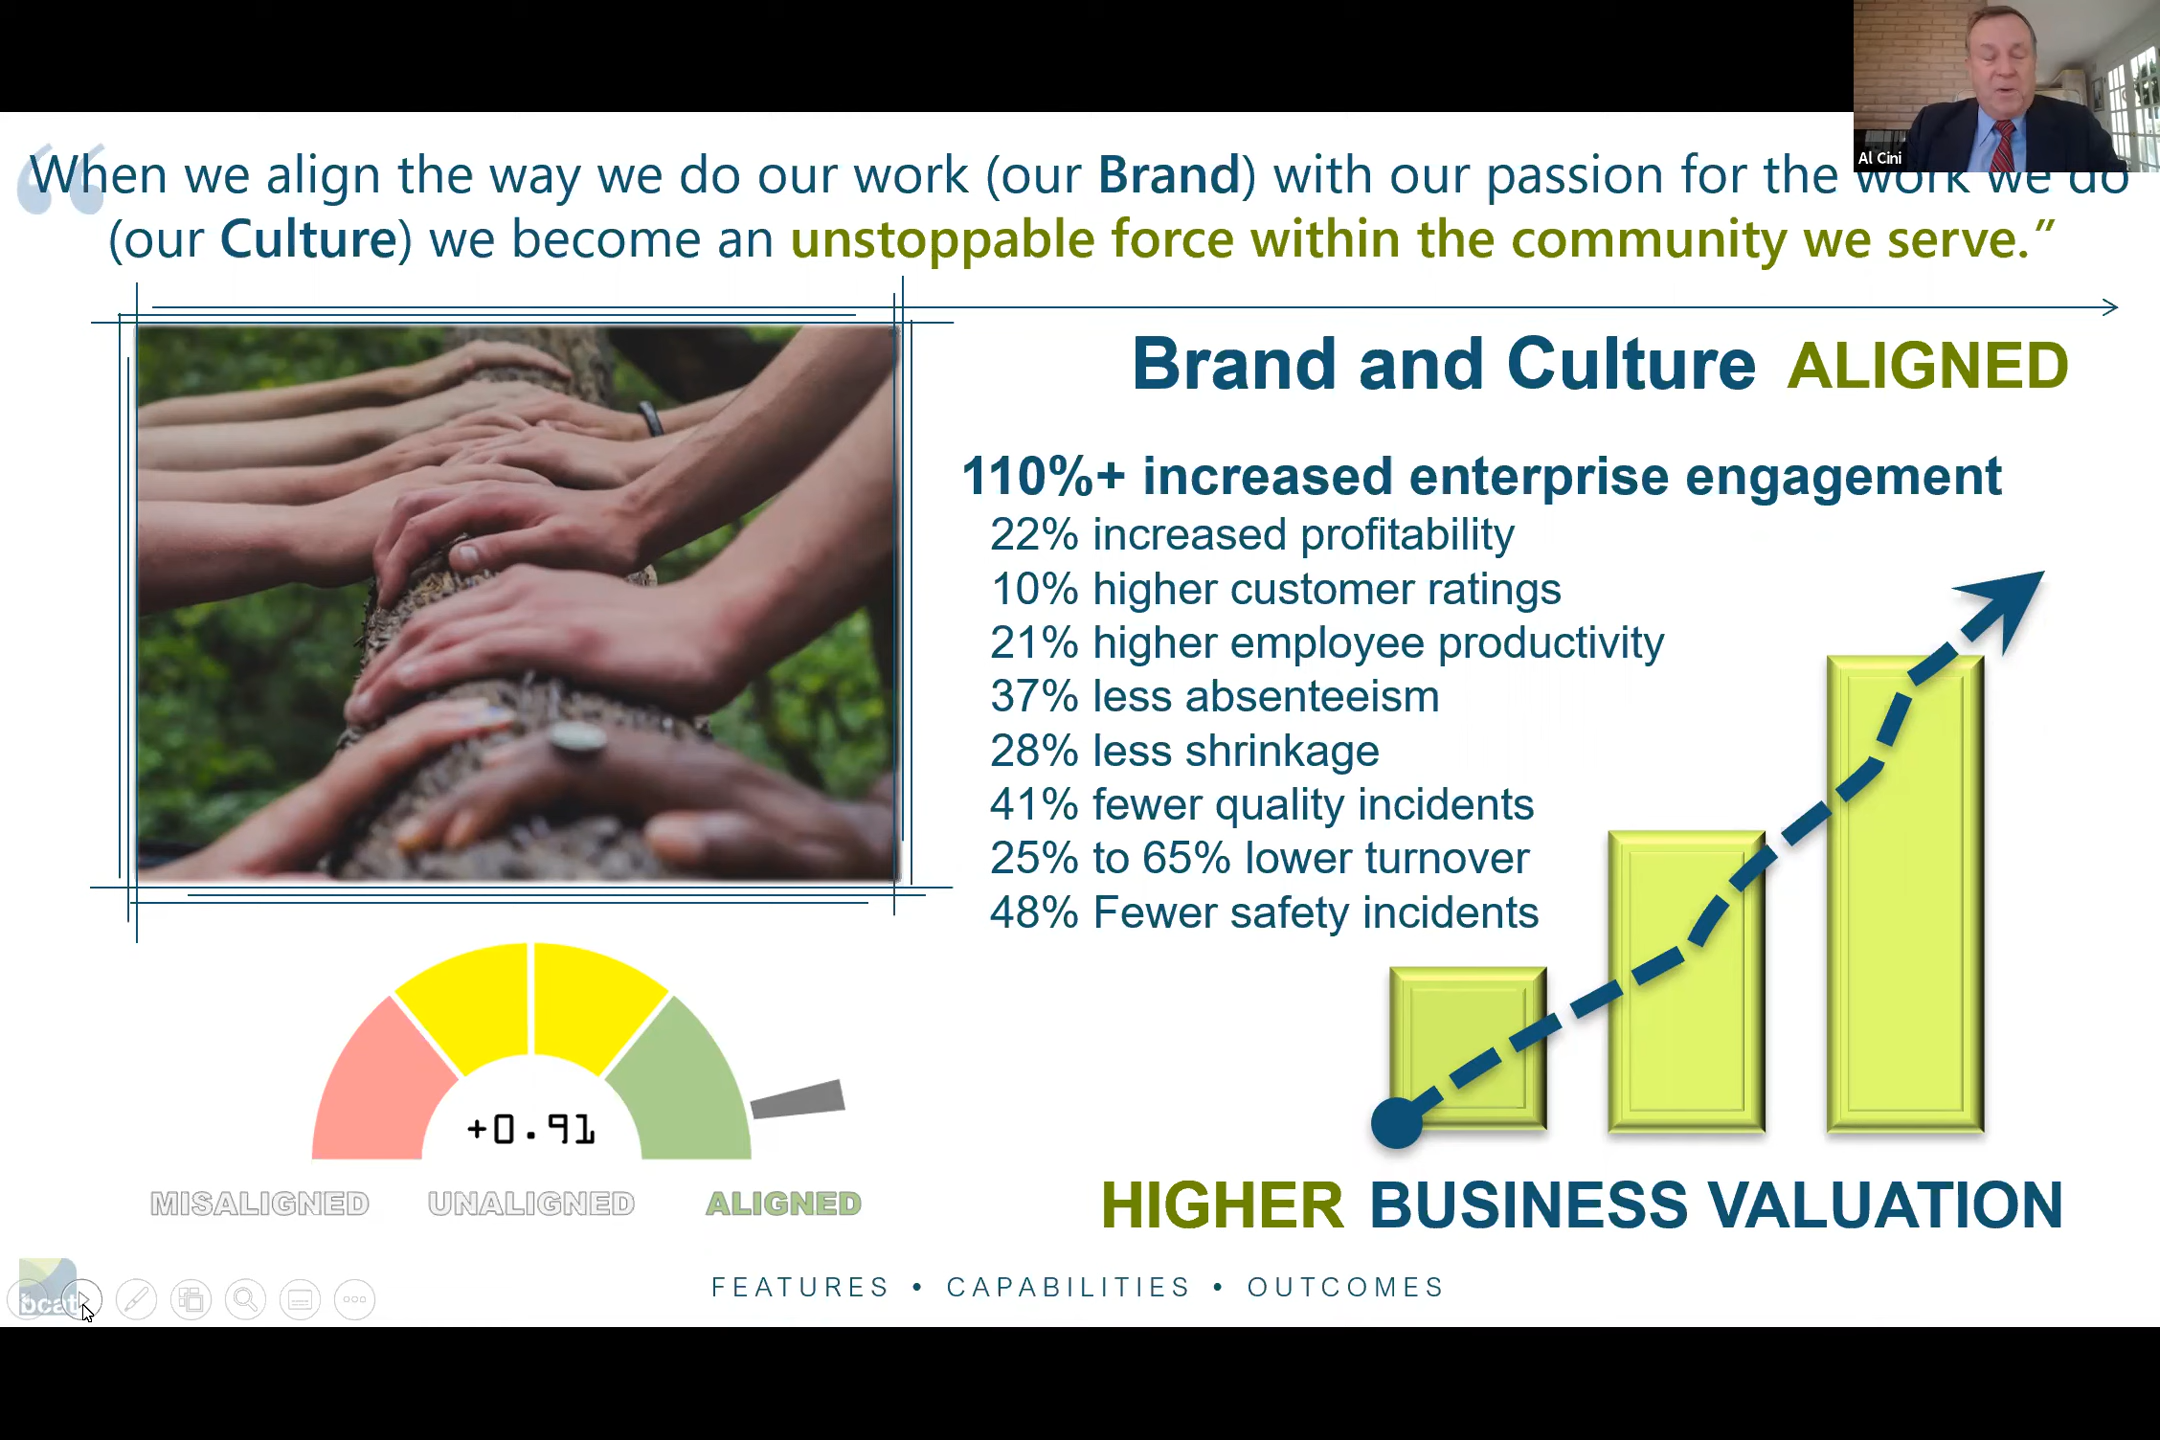 Al Cini
“When we align the way we do our work (our Brand) with our passion for the work we do
(our Culture) we become an unstoppable force within the community we serve.”
Brand and Culture ALIGNED
110%+ increased enterprise engagement
22% increased profitability
10% higher customer ratings
21% higher employee productivity
37% less absenteeism
28% less shrinkage
41% fewer quality incidents
25% to 65% lower turnover
48% Fewer safety incidents
+0.91
MISALIGNED UNALIGNED ALIGNED
HIGHER BUSINESS VALUATION
bcat
FEATURES • CAPABILITIES • OUTCOMES